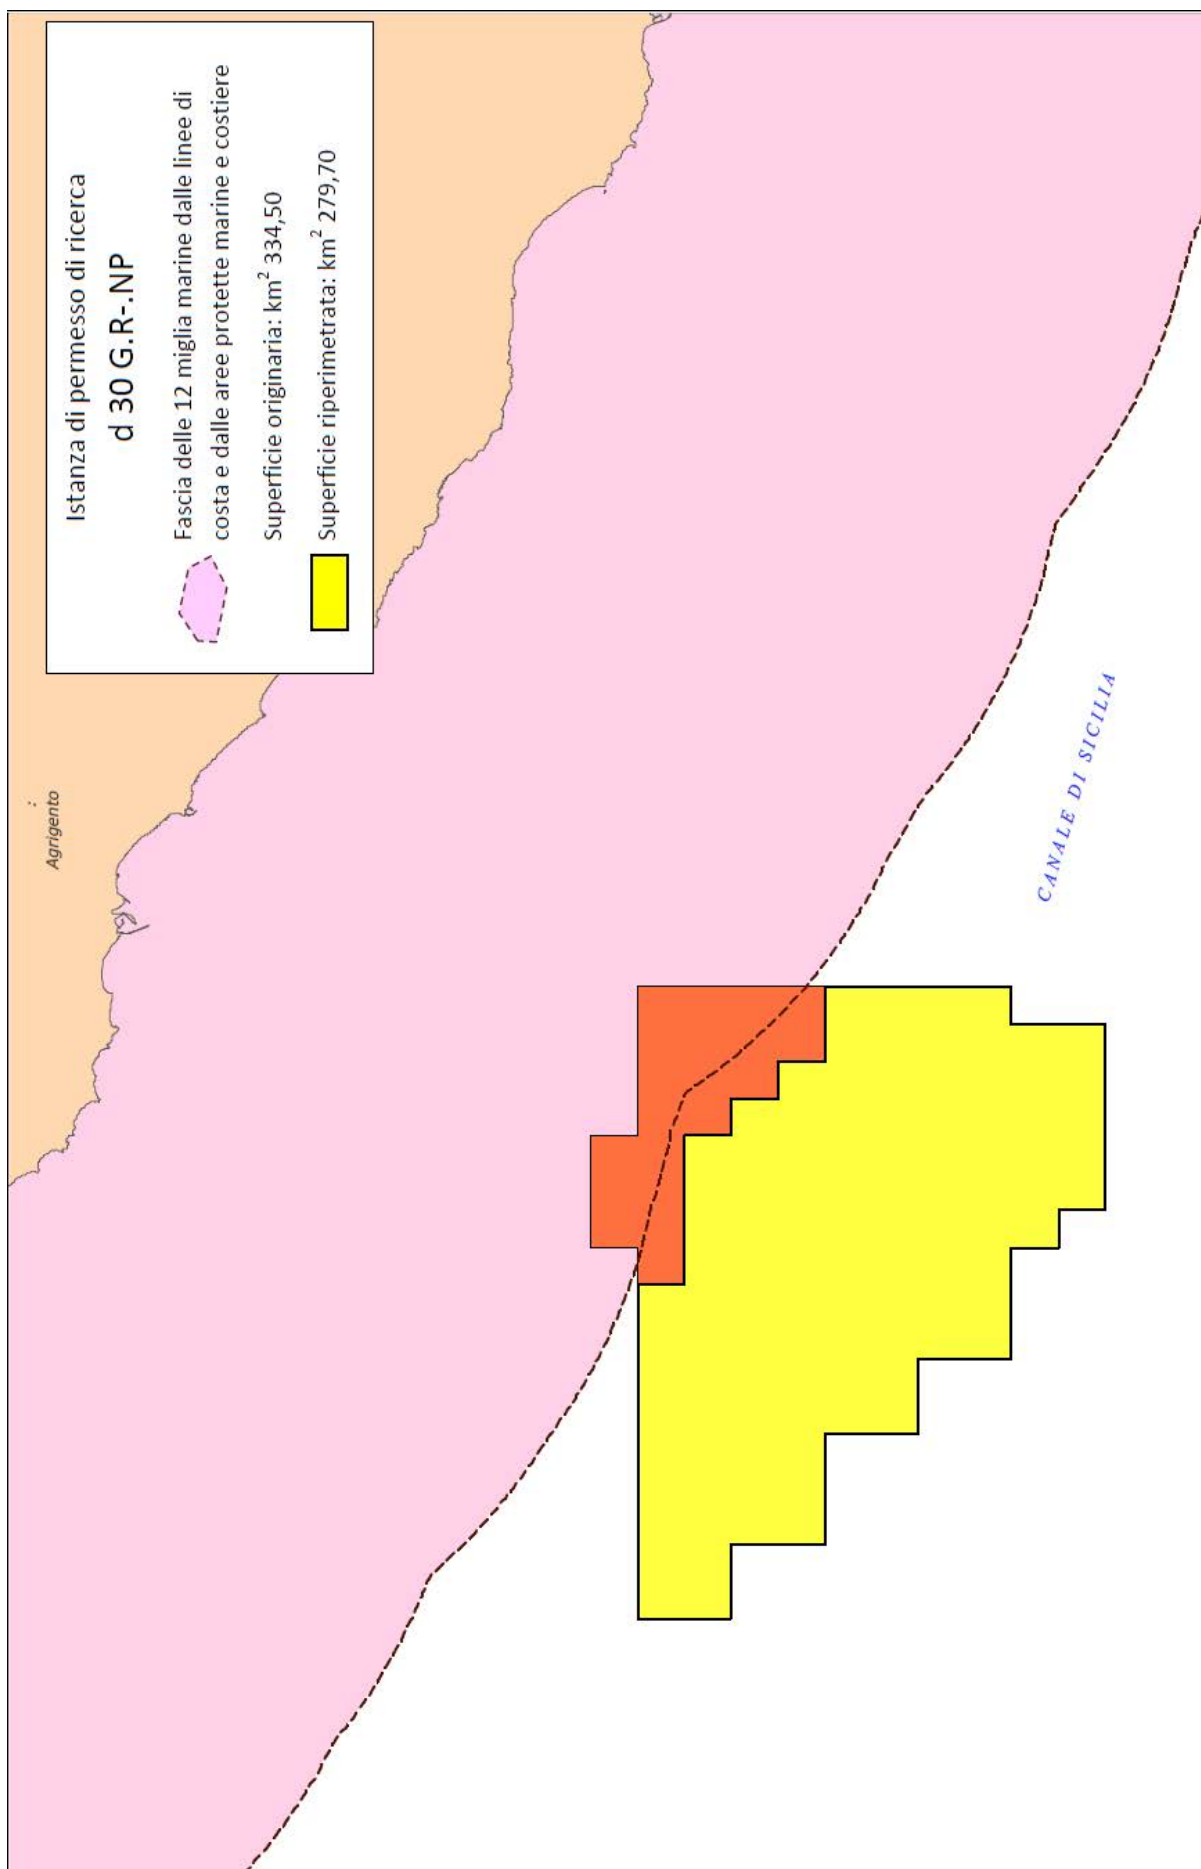 Istanza di permesso di ricerca
d 30 G.R-.NP
Fascia delle 12 miglia marine dalle linee di
costa e dalle aree protette marine e costiere
Superficie originaria: km² 334,50
Superficie riperimetrata: km² 279,70
Agrigento
CANALE DI SICILIA